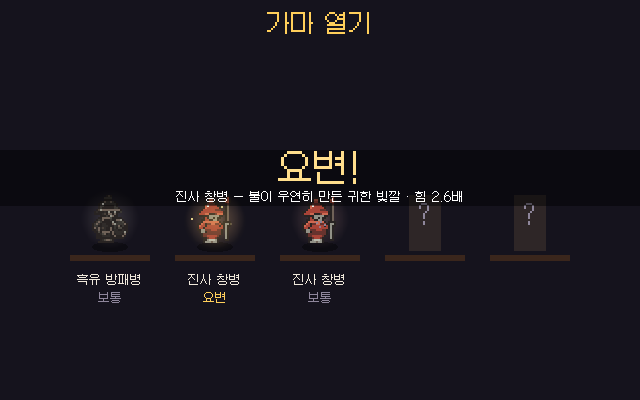 가마 열기
요변!
진사 창병 - 불이 우연히 만든 귀한 빛깔 · 힘 2.6배
? ?
흑유 방패병 진사 창병 진사 창병
보통 요변 보통